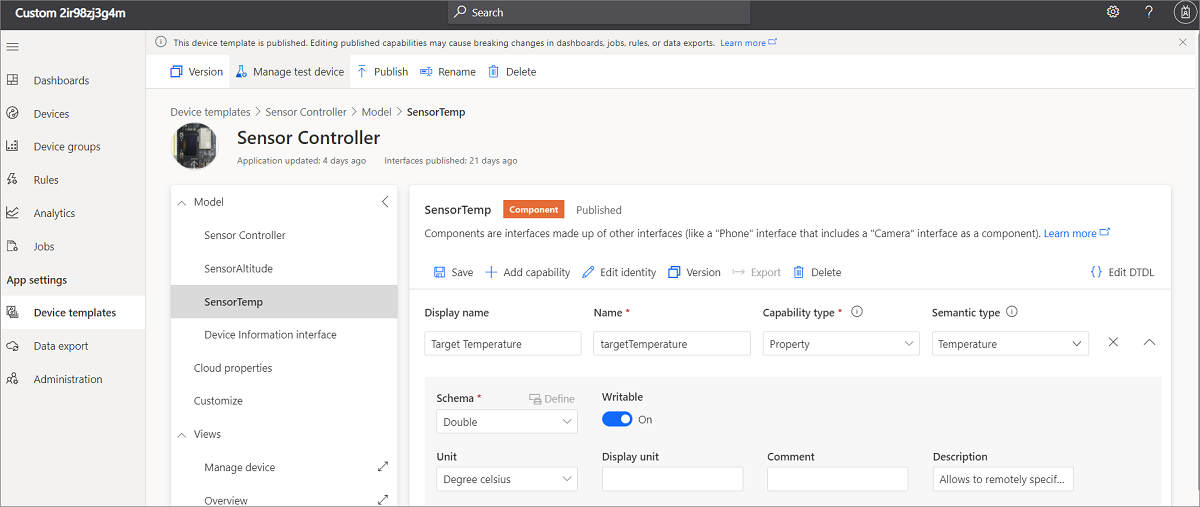 Custom 2ir98zj3g4m
Search
?
This device template is published. Editing published capabilities may cause breaking changes in dashboards, jobs, rules, or data exports. Learn more
Version Manage test device Publish Rename Delete
Dashboards
Devices
Device groups
Rules
Analytics
Jobs
App settings
Device templates
Data export
Administration
Device templates > Sensor Controller > Model > SensorTemp
Sensor Controller
Application updated: 4 days ago Interfaces published: 21 days ago
Model
Sensor Controller
SensorAltitude
SensorTemp
Device Information interface
Cloud properties
Customize
Views
Manage device
Overview
SensorTemp Component Published
Components are interfaces made up of other interfaces (like a "Phone" interface that includes a "Camera" interface as a component). Learn more
Save Add capability Edit identity Version Export Delete {} Edit DTDL
Display name Name * Capability type * Semantic type
Target Temperature targetTemperature Property Temperature
Schema * Define Writable
Double On
Unit Display unit Comment Description
Degree celsius Allows to remotely specif...